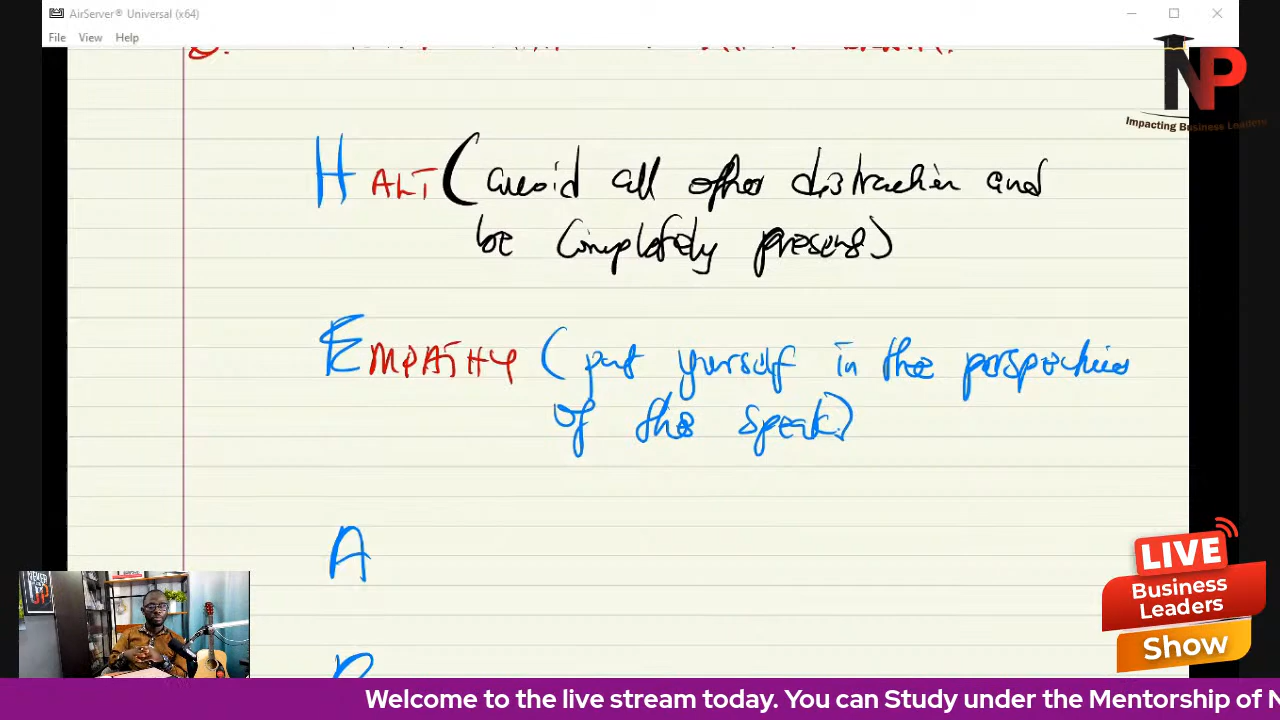 AirServer® Universal (x64)
File View Help
NP
Impacting Business Leaders
HALT (avoid all other distraction and
be completely present)
EMPATHY (put yourself in the perspective
of the speak)
A
LIVE
Business
Leaders
Show
Welcome to the live stream today. You can Study under the Mentorship of N